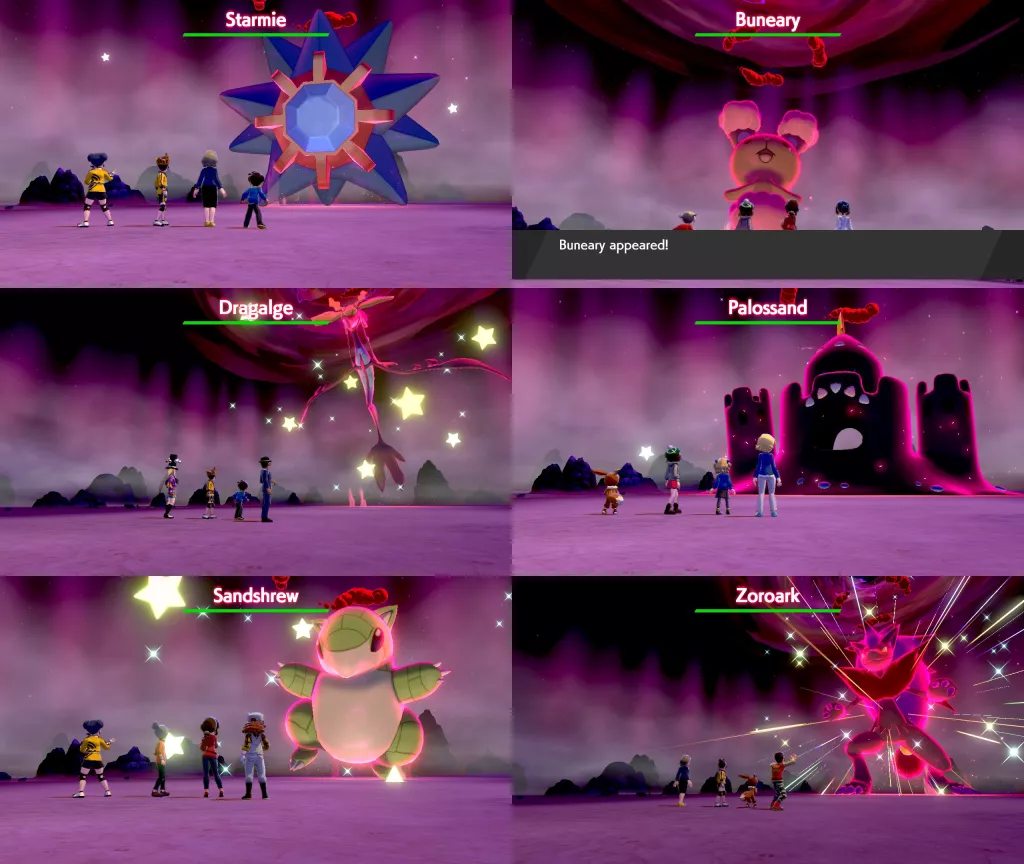 Starmie
Buneary
Buneary appeared!
Dragalge
Palossand
Sandshrew
Zoroark